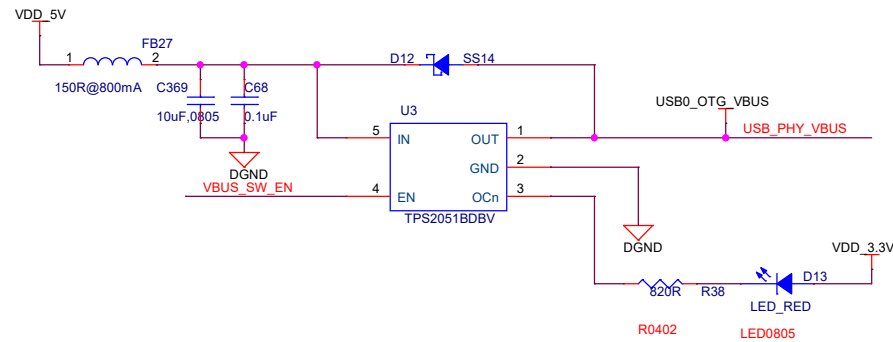 VDD_5V
FB27
1
2
150R@800mA
C369
10uF,0805
C68
0.1uF
DGND
D12
SS14
U3
5
IN
OUT
1
GND
2
VBUS_SW_EN
4
EN
OCn
3
TPS2051BDBV
USB0_OTG_VBUS
USB_PHY_VBUS
DGND
VDD_3.3V
820R
R38
D13
LED_RED
R0402
LED0805